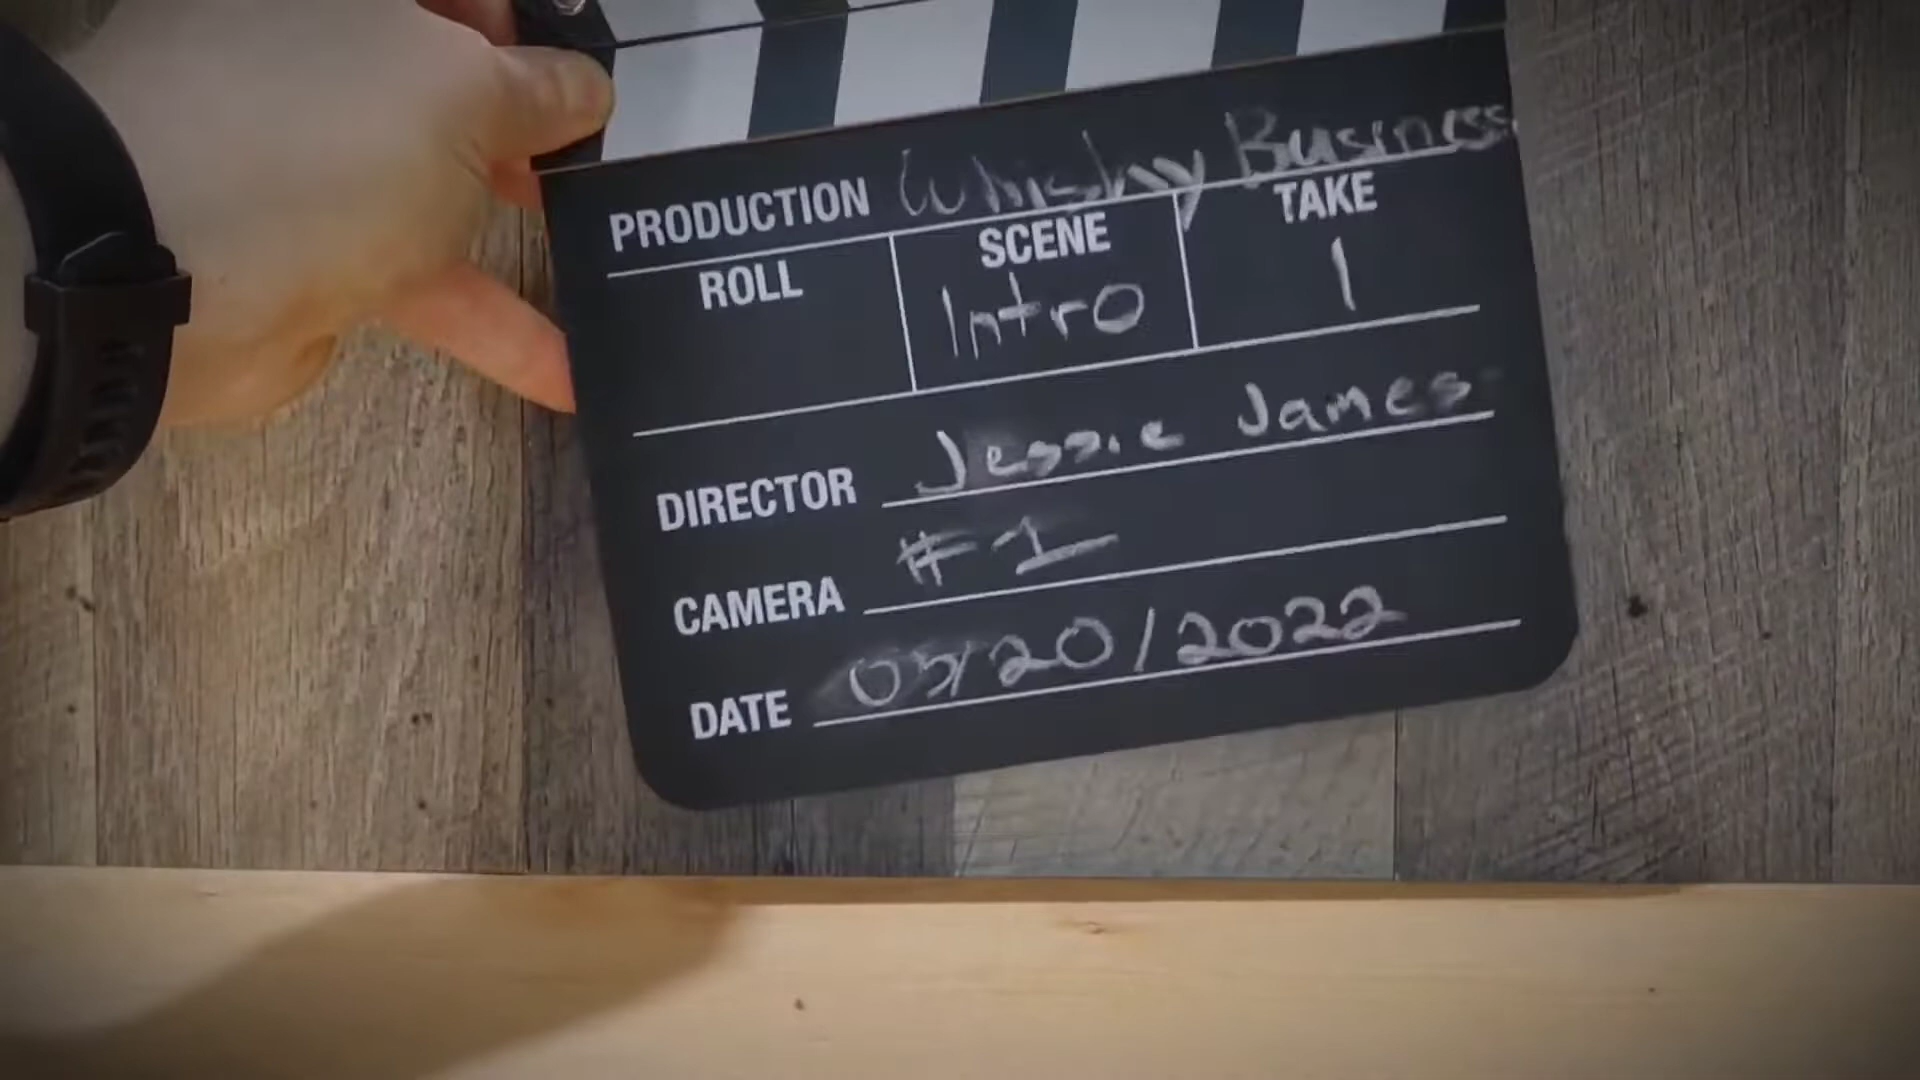 PRODUCTION Whisky Business
ROLL SCENE TAKE
Intro 1
DIRECTOR Jessie James
CAMERA #1
DATE 05/20/2022